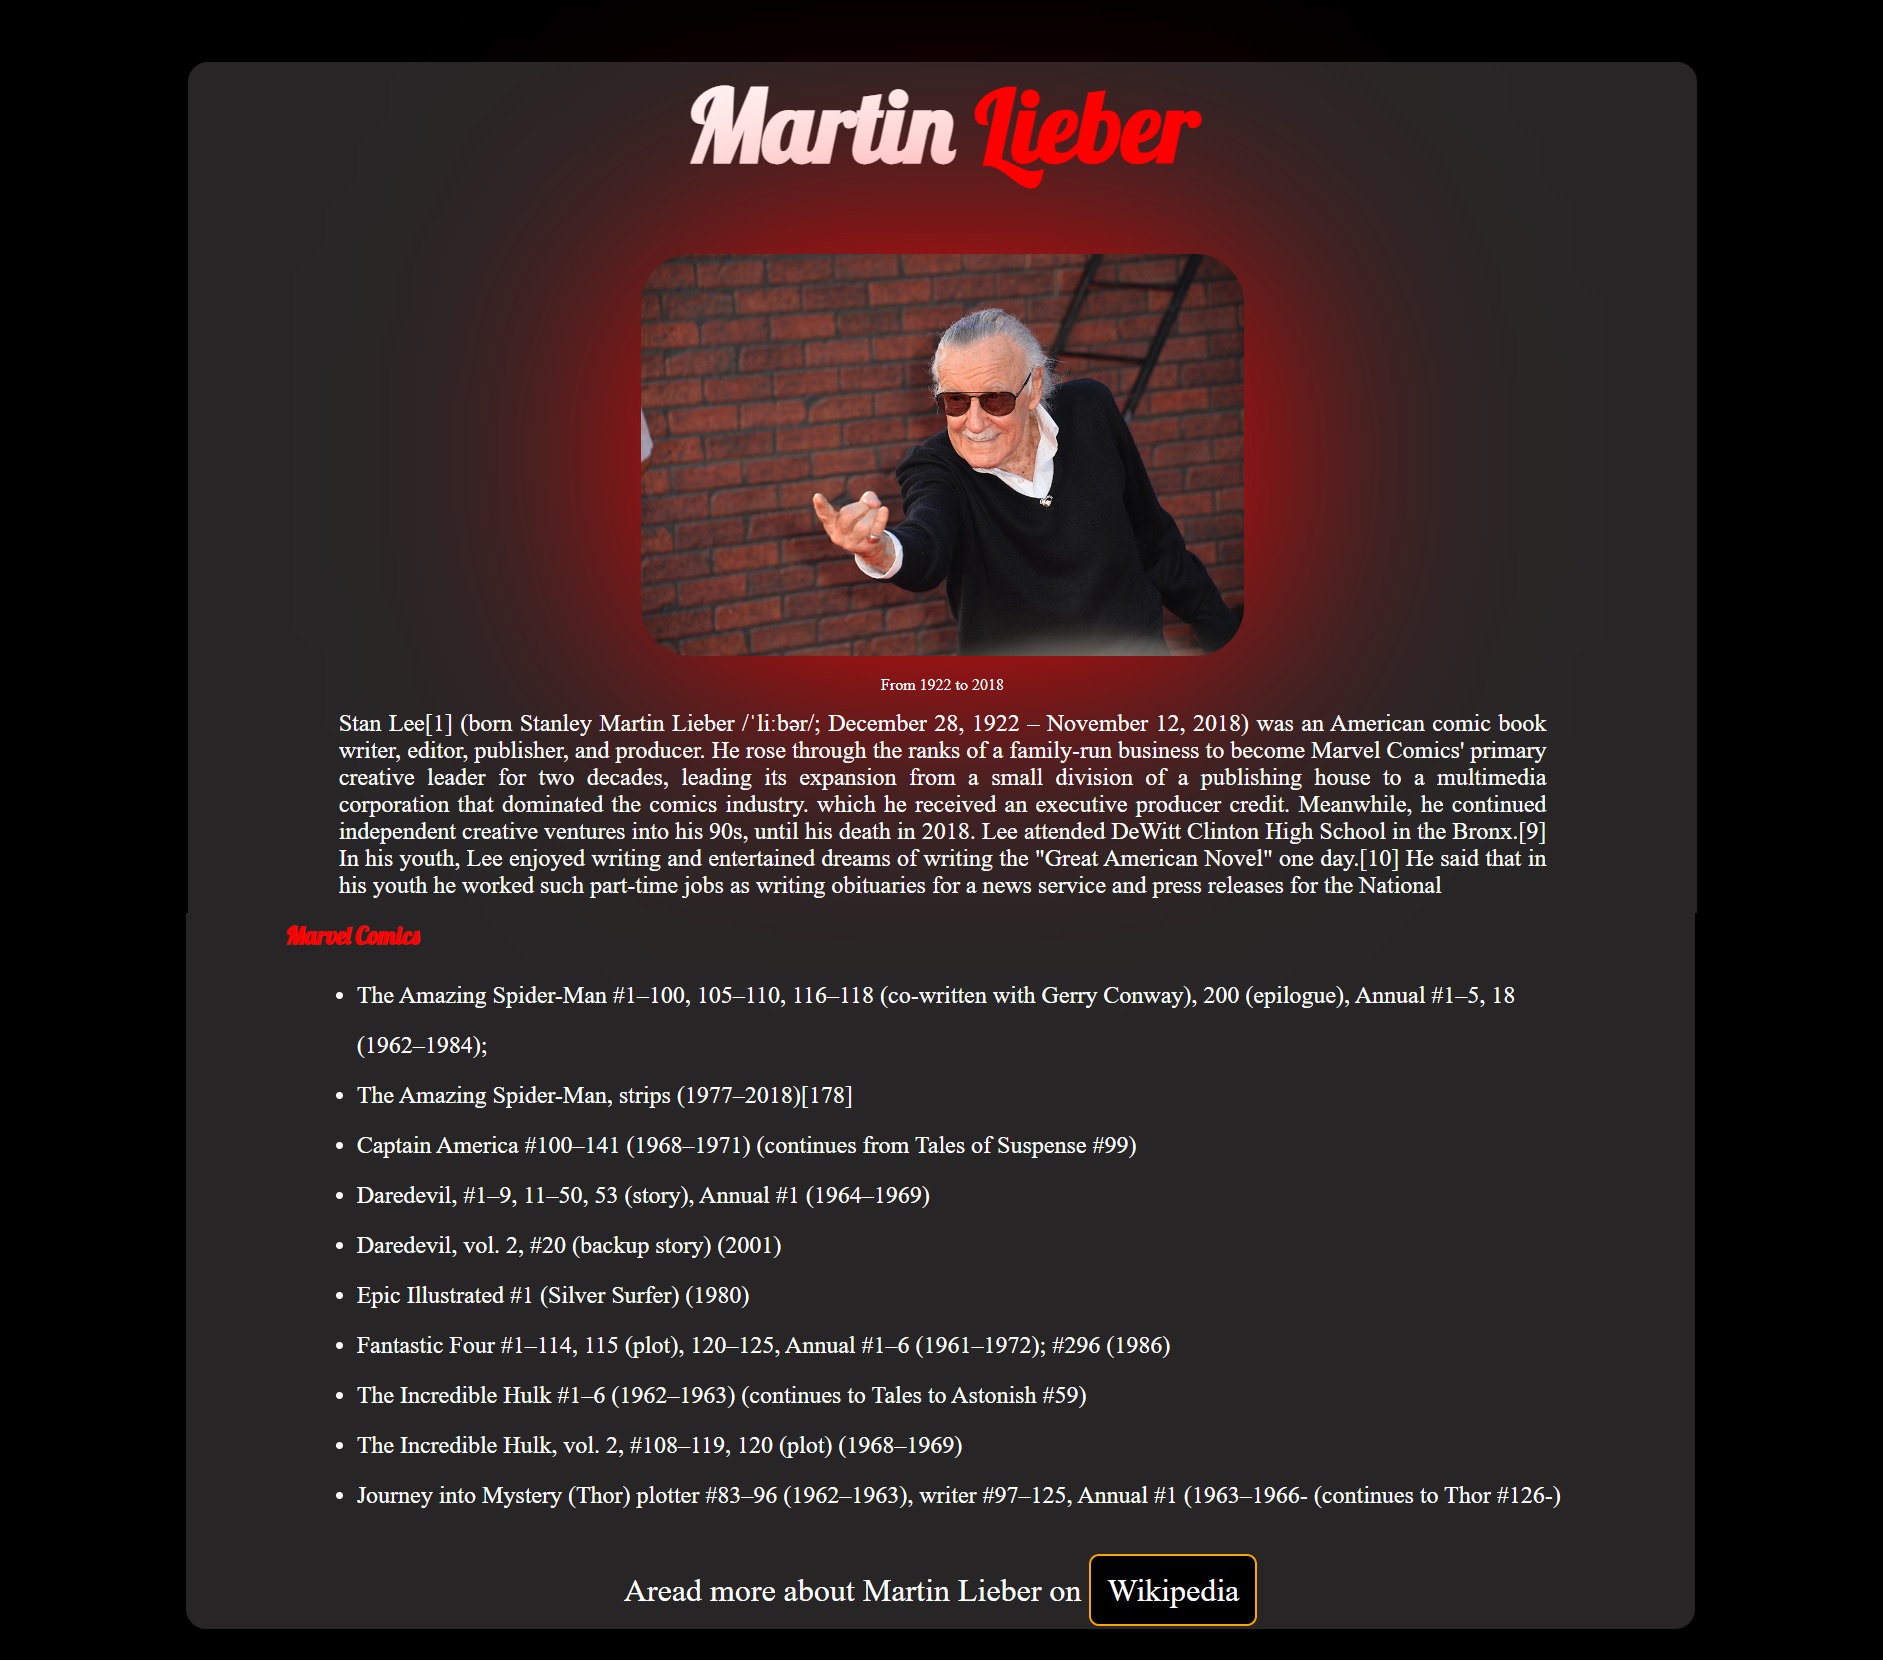 Martin Lieber
From 1922 to 2018
Stan Lee[1] (born Stanley Martin Lieber /ˈliːbər/; December 28, 1922 – November 12, 2018) was an American comic book
writer, editor, publisher, and producer. He rose through the ranks of a family-run business to become Marvel Comics' primary
creative leader for two decades, leading its expansion from a small division of a publishing house to a multimedia
corporation that dominated the comics industry. which he received an executive producer credit. Meanwhile, he continued
independent creative ventures into his 90s, until his death in 2018. Lee attended DeWitt Clinton High School in the Bronx.[9]
In his youth, Lee enjoyed writing and entertained dreams of writing the "Great American Novel" one day.[10] He said that in
his youth he worked such part-time jobs as writing obituaries for a news service and press releases for the National
Marvel Comics
• The Amazing Spider-Man #1–100, 105–110, 116–118 (co-written with Gerry Conway), 200 (epilogue), Annual #1–5, 18
(1962–1984);
• The Amazing Spider-Man, strips (1977–2018)[178]
• Captain America #100–141 (1968–1971) (continues from Tales of Suspense #99)
• Daredevil, #1–9, 11–50, 53 (story), Annual #1 (1964–1969)
• Daredevil, vol. 2, #20 (backup story) (2001)
• Epic Illustrated #1 (Silver Surfer) (1980)
• Fantastic Four #1–114, 115 (plot), 120–125, Annual #1–6 (1961–1972); #296 (1986)
• The Incredible Hulk #1–6 (1962–1963) (continues to Tales to Astonish #59)
• The Incredible Hulk, vol. 2, #108–119, 120 (plot) (1968–1969)
• Journey into Mystery (Thor) plotter #83–96 (1962–1963), writer #97–125, Annual #1 (1963–1966- (continues to Thor #126-)
Aread more about Martin Lieber on Wikipedia